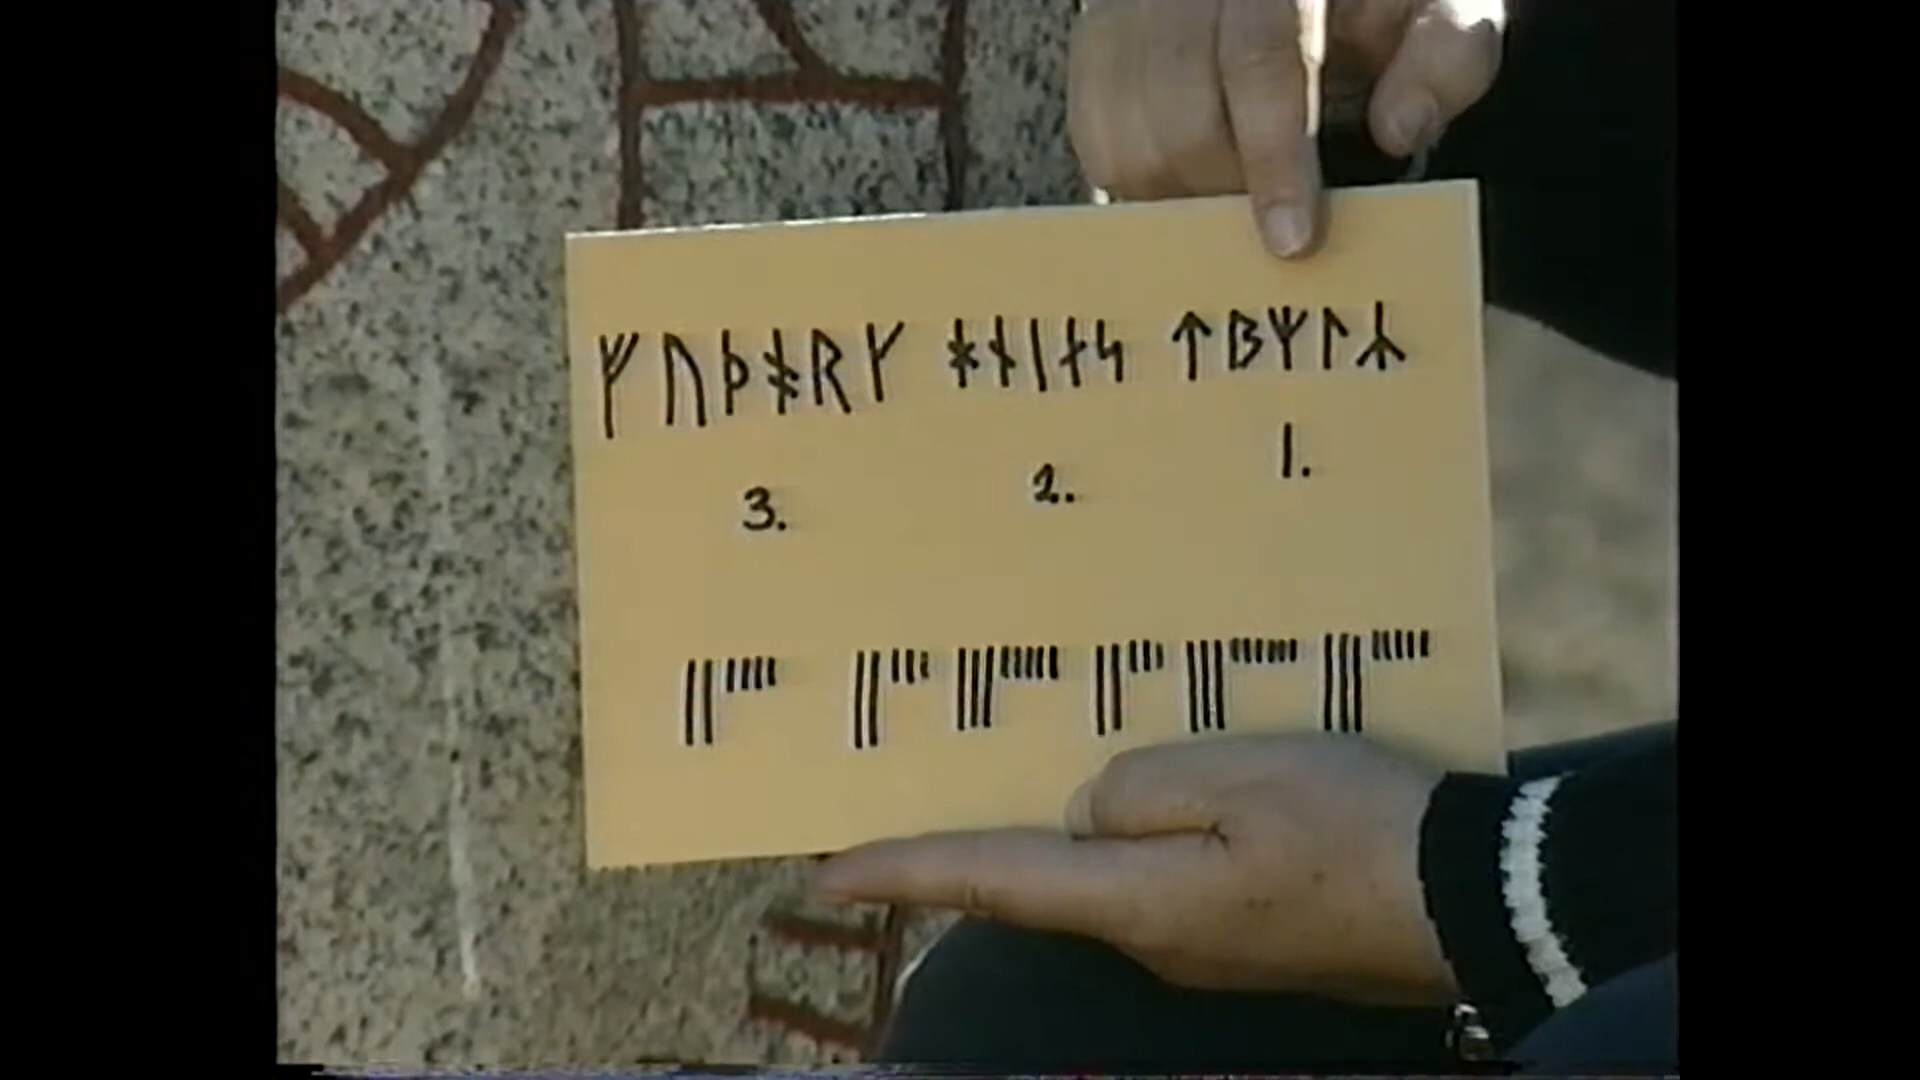 ᚠᚢᚦᚬᚱᚴ ᚼᚾᛁᛅᛋ ᛏᛒᛘᛚᛦ
3. 2. 1.